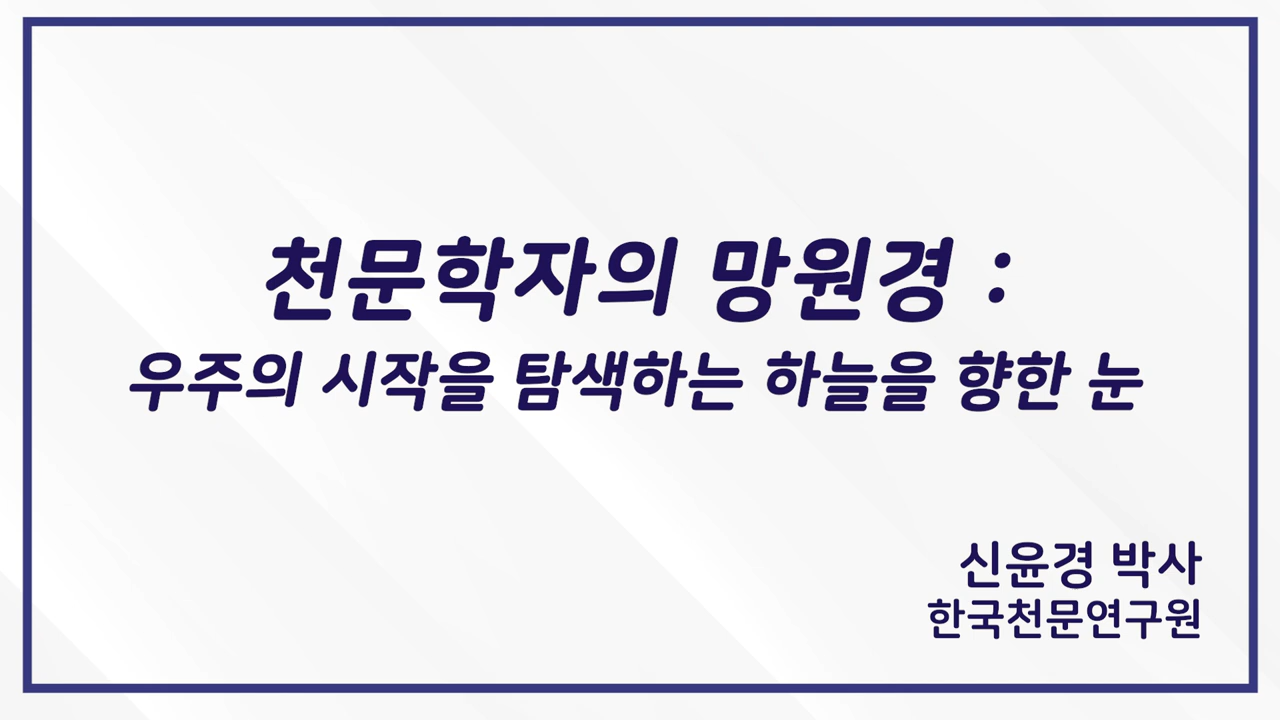 천문학자의 망원경 :
우주의 시작을 탐색하는 하늘을 향한 눈
신윤경 박사
한국천문연구원